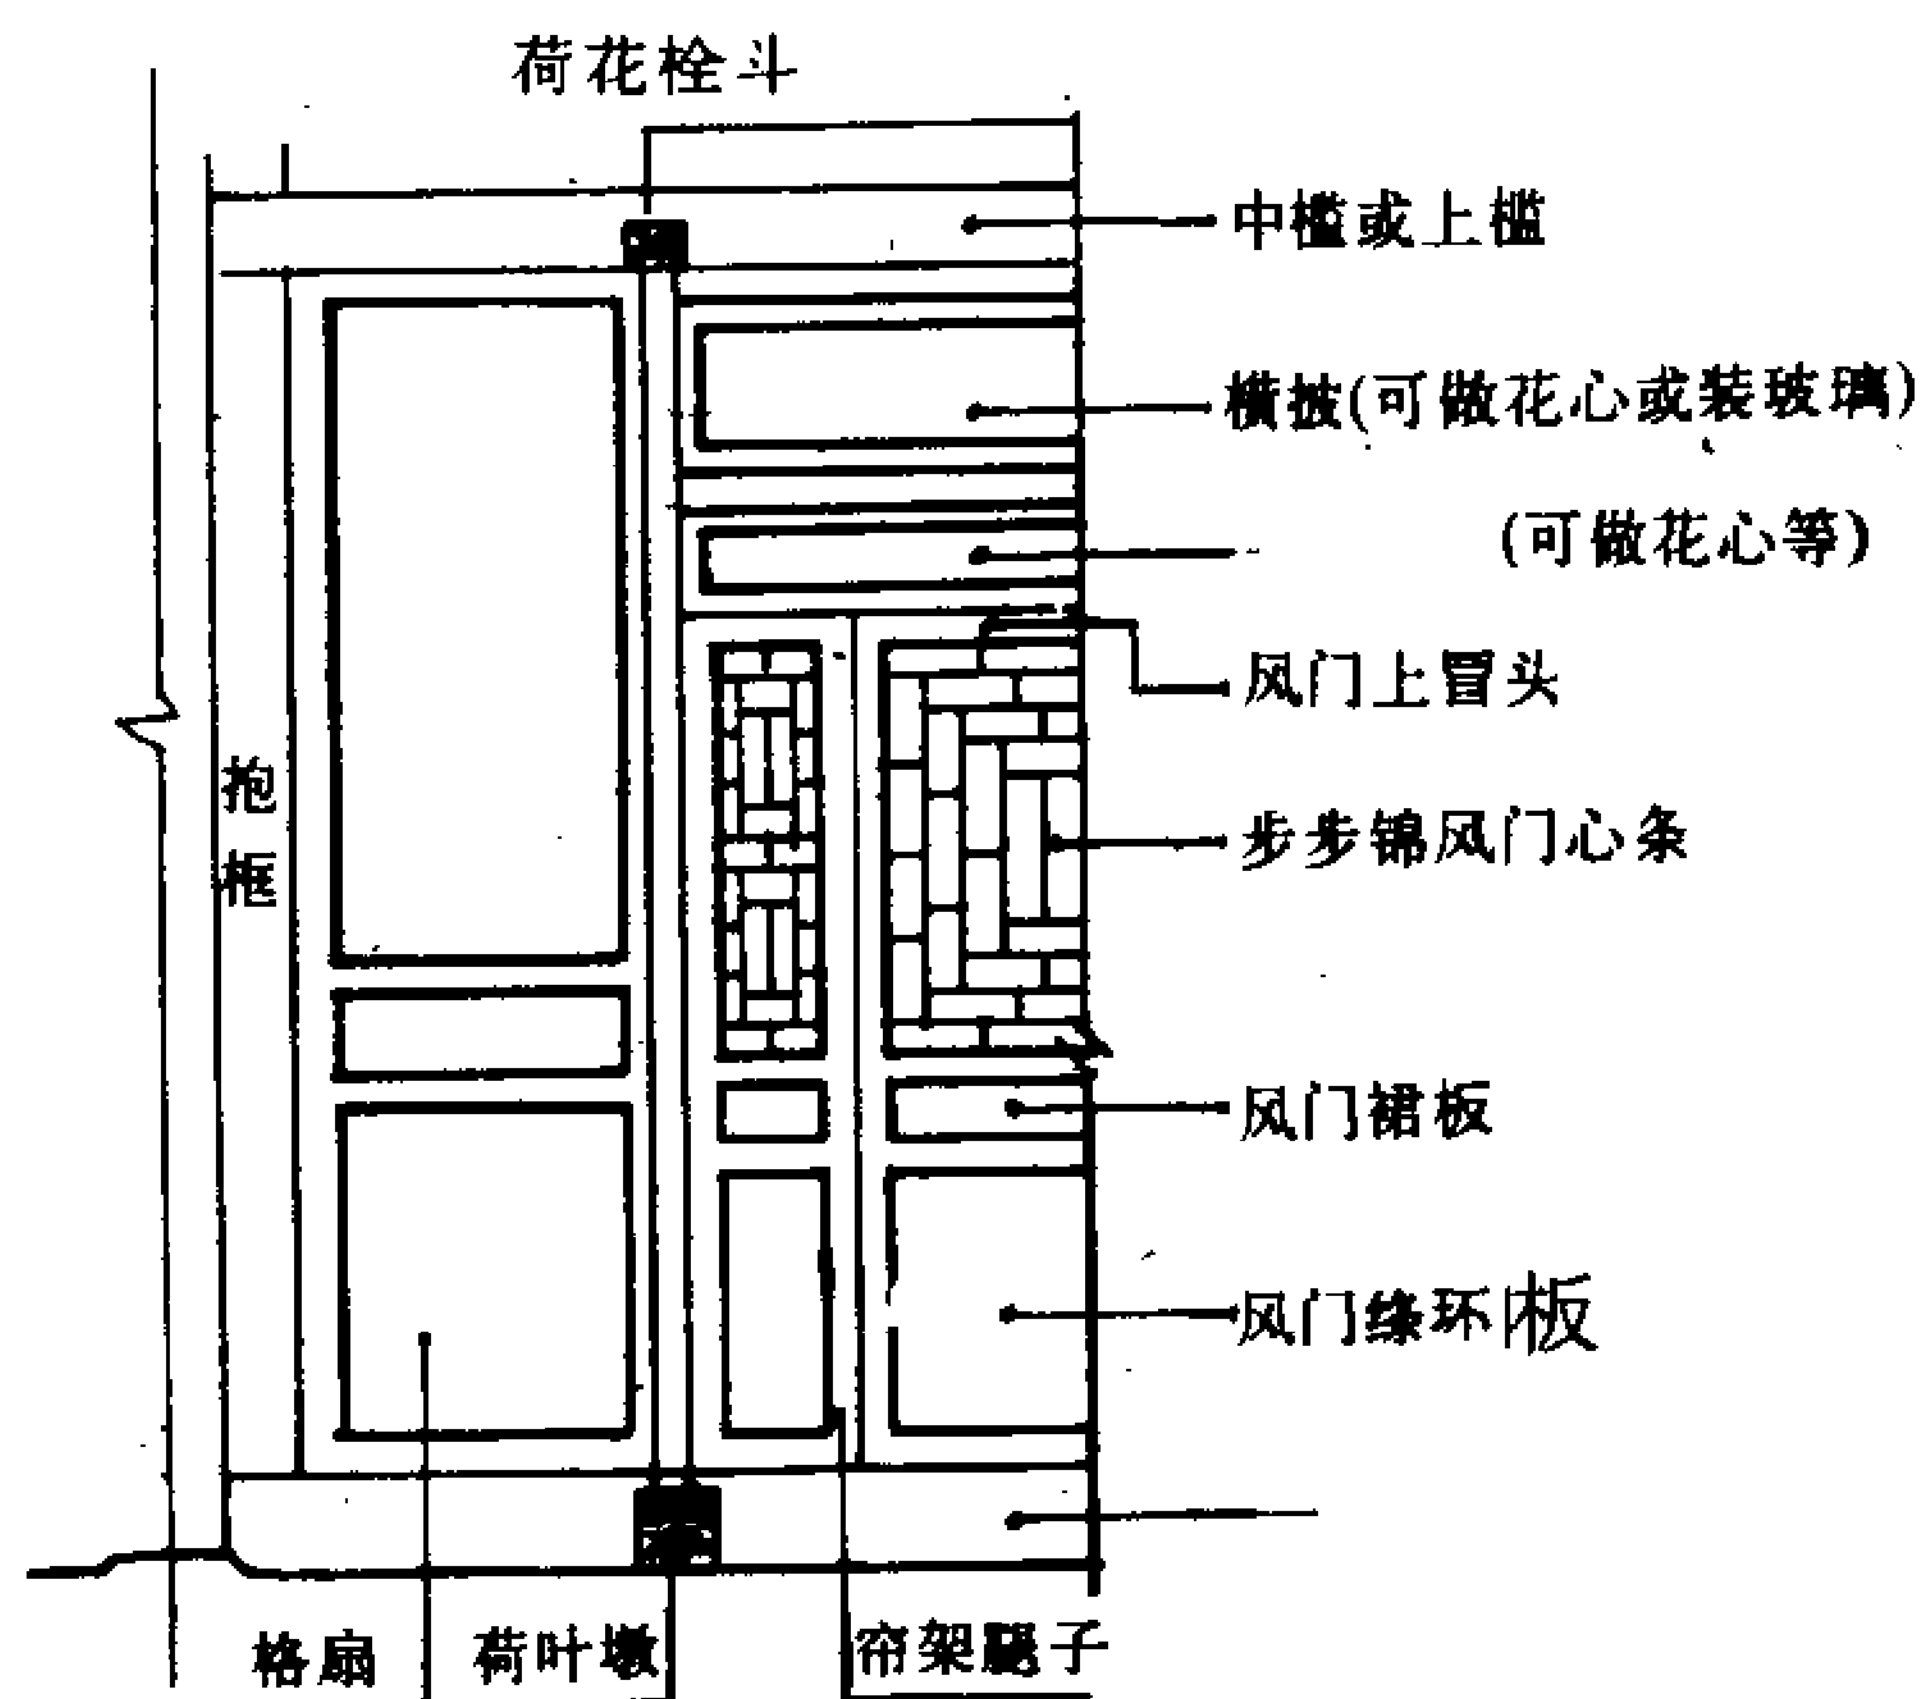 荷花栓斗
中槛或上槛
横披(可做花心或装玻璃)
(可做花心等)
风门上冒头
抱框
步步锦风门心条
风门裙板
风门绦环板
格扇
荷叶墩
帘架腿子